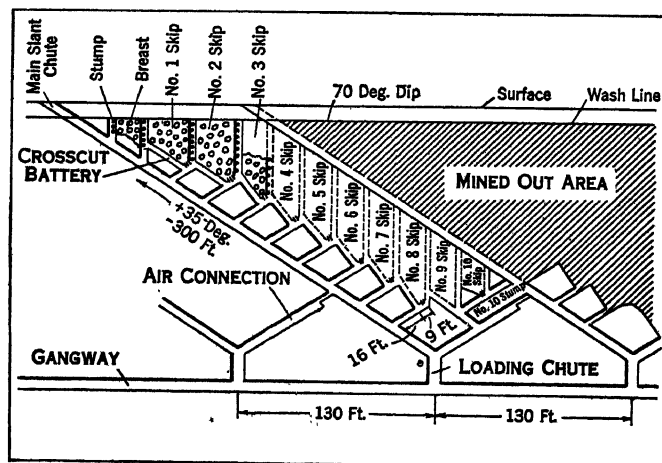 Main Slant
Chute
Stump
Breast
No. 1 Skip
No. 2 Skip
No. 3 Skip
70 Deg. Dip
Surface
Wash Line
CROSSCUT
BATTERY
No. 4 Skip
No. 5 Skip
No. 6 Skip
No. 7 Skip
No. 8 Skip
No. 9 Skip
No. 10
Skip
No. 10 Stump
MINED OUT AREA
+35 Deg.
-300 Ft.
AIR CONNECTION
GANGWAY
16 Ft.
9 Ft.
a
LOADING CHUTE
130 Ft.
130 Ft.